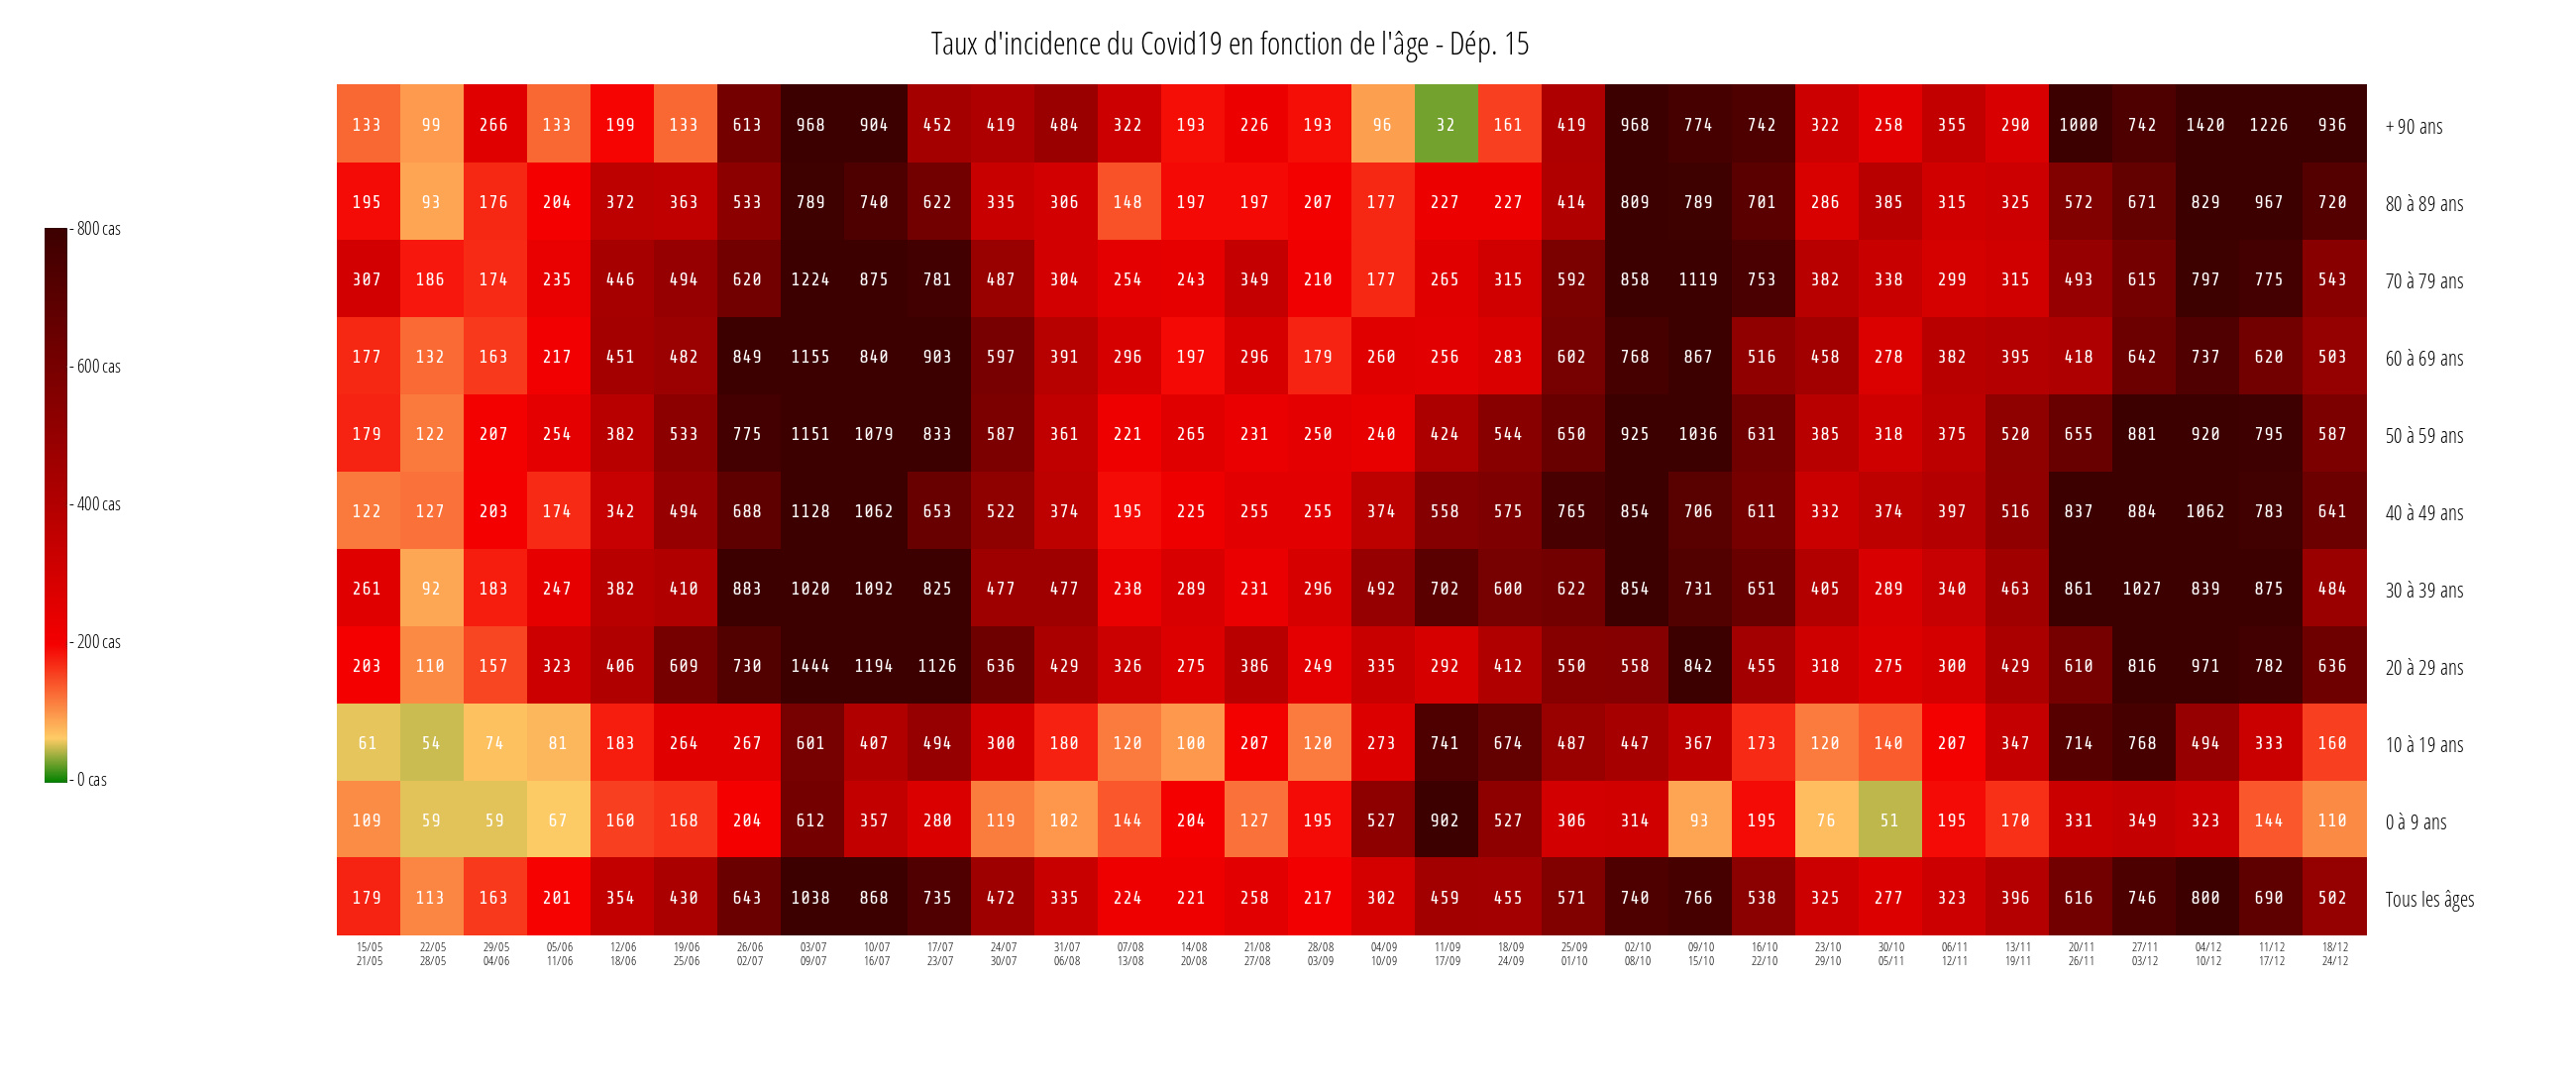 Taux d'incidence du Covid19 en fonction de l'âge - Dép. 15
- 800 cas
- 600 cas
- 400 cas
- 200 cas
- 0 cas
133 99 266 133 199 133 613 968 904 452 419 484 322 193 226 193 96 32 161 419 968 774 742 322 258 355 290 1000 742 1420 1226 936 + 90 ans
195 93 176 204 372 363 533 789 740 622 335 306 148 197 197 207 177 227 227 414 809 789 701 286 385 315 325 572 671 829 967 720 80 à 89 ans
307 186 174 235 446 494 620 1224 875 781 487 304 254 243 349 210 177 265 315 592 858 1119 753 382 338 299 315 493 615 797 775 543 70 à 79 ans
177 132 163 217 451 482 849 1155 840 903 597 391 296 197 296 179 260 256 283 602 768 867 516 458 278 382 395 418 642 737 620 503 60 à 69 ans
179 122 207 254 382 533 775 1151 1079 833 587 361 221 265 231 250 240 424 544 650 925 1036 631 385 318 375 520 655 881 920 795 587 50 à 59 ans
122 127 203 174 342 494 688 1128 1062 653 522 374 195 225 255 255 374 558 575 765 854 706 611 332 374 397 516 837 884 1062 783 641 40 à 49 ans
261 92 183 247 382 410 883 1020 1092 825 477 477 238 289 231 296 492 702 600 622 854 731 651 405 289 340 463 861 1027 839 875 484 30 à 39 ans
203 110 157 323 406 609 730 1444 1194 1126 636 429 326 275 386 249 335 292 412 550 558 842 455 318 275 300 429 610 816 971 782 636 20 à 29 ans
61 54 74 81 183 264 267 601 407 494 300 180 120 100 207 120 273 741 674 487 447 367 173 120 140 207 347 714 768 494 333 160 10 à 19 ans
109 59 59 67 160 168 204 612 357 280 119 102 144 204 127 195 527 902 527 306 314 93 195 76 51 195 170 331 349 323 144 110 0 à 9 ans
179 113 163 201 354 430 643 1038 868 735 472 335 224 221 258 217 302 459 455 571 740 766 538 325 277 323 396 616 746 800 690 502 Tous les âges
15/05 22/05 29/05 05/06 12/06 19/06 26/06 03/07 10/07 17/07 24/07 31/07 07/08 14/08 21/08 28/08 04/09 11/09 18/09 25/09 02/10 09/10 16/10 23/10 30/10 06/11 13/11 20/11 27/11 04/12 11/12 18/12
21/05 28/05 04/06 11/06 18/06 25/06 02/07 09/07 16/07 23/07 30/07 06/08 13/08 20/08 27/08 03/09 10/09 17/09 24/09 01/10 08/10 15/10 22/10 29/10 05/11 12/11 19/11 26/11 03/12 10/12 17/12 24/12